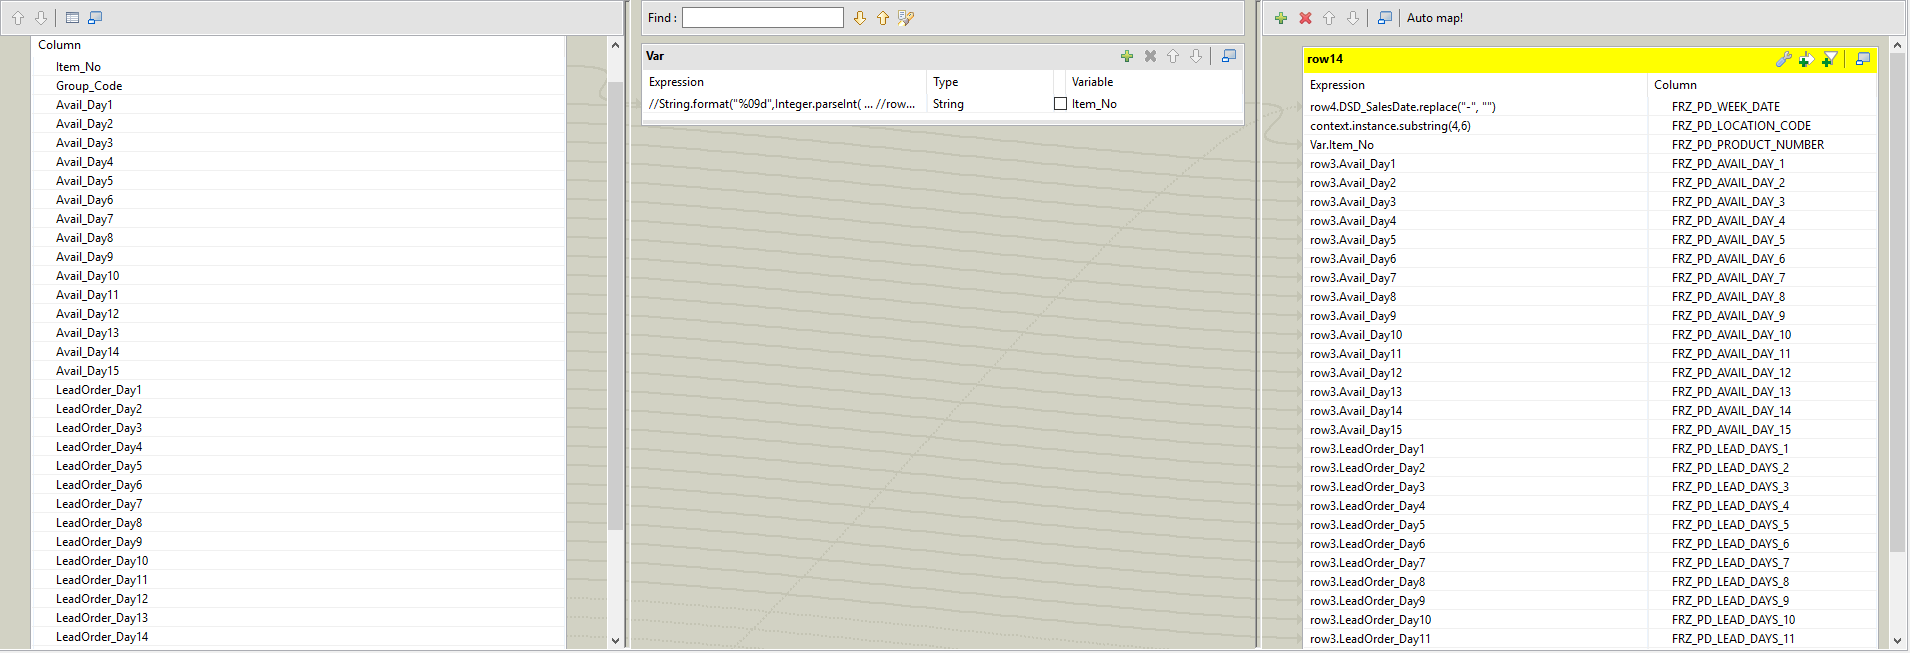 Column
Item_No
Group_Code
Avail_Day1
Avail_Day2
Avail_Day3
Avail_Day4
Avail_Day5
Avail_Day6
Avail_Day7
Avail_Day8
Avail_Day9
Avail_Day10
Avail_Day11
Avail_Day12
Avail_Day13
Avail_Day14
Avail_Day15
LeadOrder_Day1
LeadOrder_Day2
LeadOrder_Day3
LeadOrder_Day4
LeadOrder_Day5
LeadOrder_Day6
LeadOrder_Day7
LeadOrder_Day8
LeadOrder_Day9
LeadOrder_Day10
LeadOrder_Day11
LeadOrder_Day12
LeadOrder_Day13
LeadOrder_Day14
Find :
Var
Expression Type Variable
//String.format("%09d",Integer.parseInt( ... //row... String Item_No
Auto map!
row14
Expression Column
row4.DSD_SalesDate.replace("-", "") FRZ_PD_WEEK_DATE
context.instance.substring(4,6) FRZ_PD_LOCATION_CODE
Var.Item_No FRZ_PD_PRODUCT_NUMBER
row3.Avail_Day1 FRZ_PD_AVAIL_DAY_1
row3.Avail_Day2 FRZ_PD_AVAIL_DAY_2
row3.Avail_Day3 FRZ_PD_AVAIL_DAY_3
row3.Avail_Day4 FRZ_PD_AVAIL_DAY_4
row3.Avail_Day5 FRZ_PD_AVAIL_DAY_5
row3.Avail_Day6 FRZ_PD_AVAIL_DAY_6
row3.Avail_Day7 FRZ_PD_AVAIL_DAY_7
row3.Avail_Day8 FRZ_PD_AVAIL_DAY_8
row3.Avail_Day9 FRZ_PD_AVAIL_DAY_9
row3.Avail_Day10 FRZ_PD_AVAIL_DAY_10
row3.Avail_Day11 FRZ_PD_AVAIL_DAY_11
row3.Avail_Day12 FRZ_PD_AVAIL_DAY_12
row3.Avail_Day13 FRZ_PD_AVAIL_DAY_13
row3.Avail_Day14 FRZ_PD_AVAIL_DAY_14
row3.Avail_Day15 FRZ_PD_AVAIL_DAY_15
row3.LeadOrder_Day1 FRZ_PD_LEAD_DAYS_1
row3.LeadOrder_Day2 FRZ_PD_LEAD_DAYS_2
row3.LeadOrder_Day3 FRZ_PD_LEAD_DAYS_3
row3.LeadOrder_Day4 FRZ_PD_LEAD_DAYS_4
row3.LeadOrder_Day5 FRZ_PD_LEAD_DAYS_5
row3.LeadOrder_Day6 FRZ_PD_LEAD_DAYS_6
row3.LeadOrder_Day7 FRZ_PD_LEAD_DAYS_7
row3.LeadOrder_Day8 FRZ_PD_LEAD_DAYS_8
row3.LeadOrder_Day9 FRZ_PD_LEAD_DAYS_9
row3.LeadOrder_Day10 FRZ_PD_LEAD_DAYS_10
row3.LeadOrder_Day11 FRZ_PD_LEAD_DAYS_11